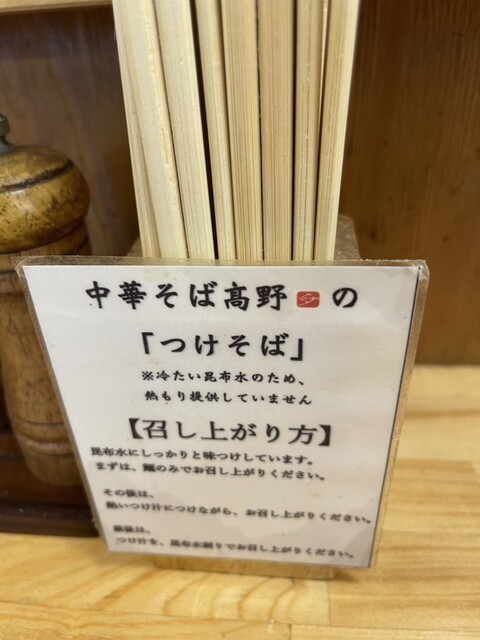 中華そば髙野の
「つけそば」
※冷たい昆布水のため、
熱もり提供していません
【召し上がり方】
昆布水にしっかりと味つけしています。
まずは、麺のみでお召し上がりください。
その後は、
熱いつけ汁につけながら、お召し上がりください。
最後は、
つけ汁を、昆布水割りでお召し上がりください。